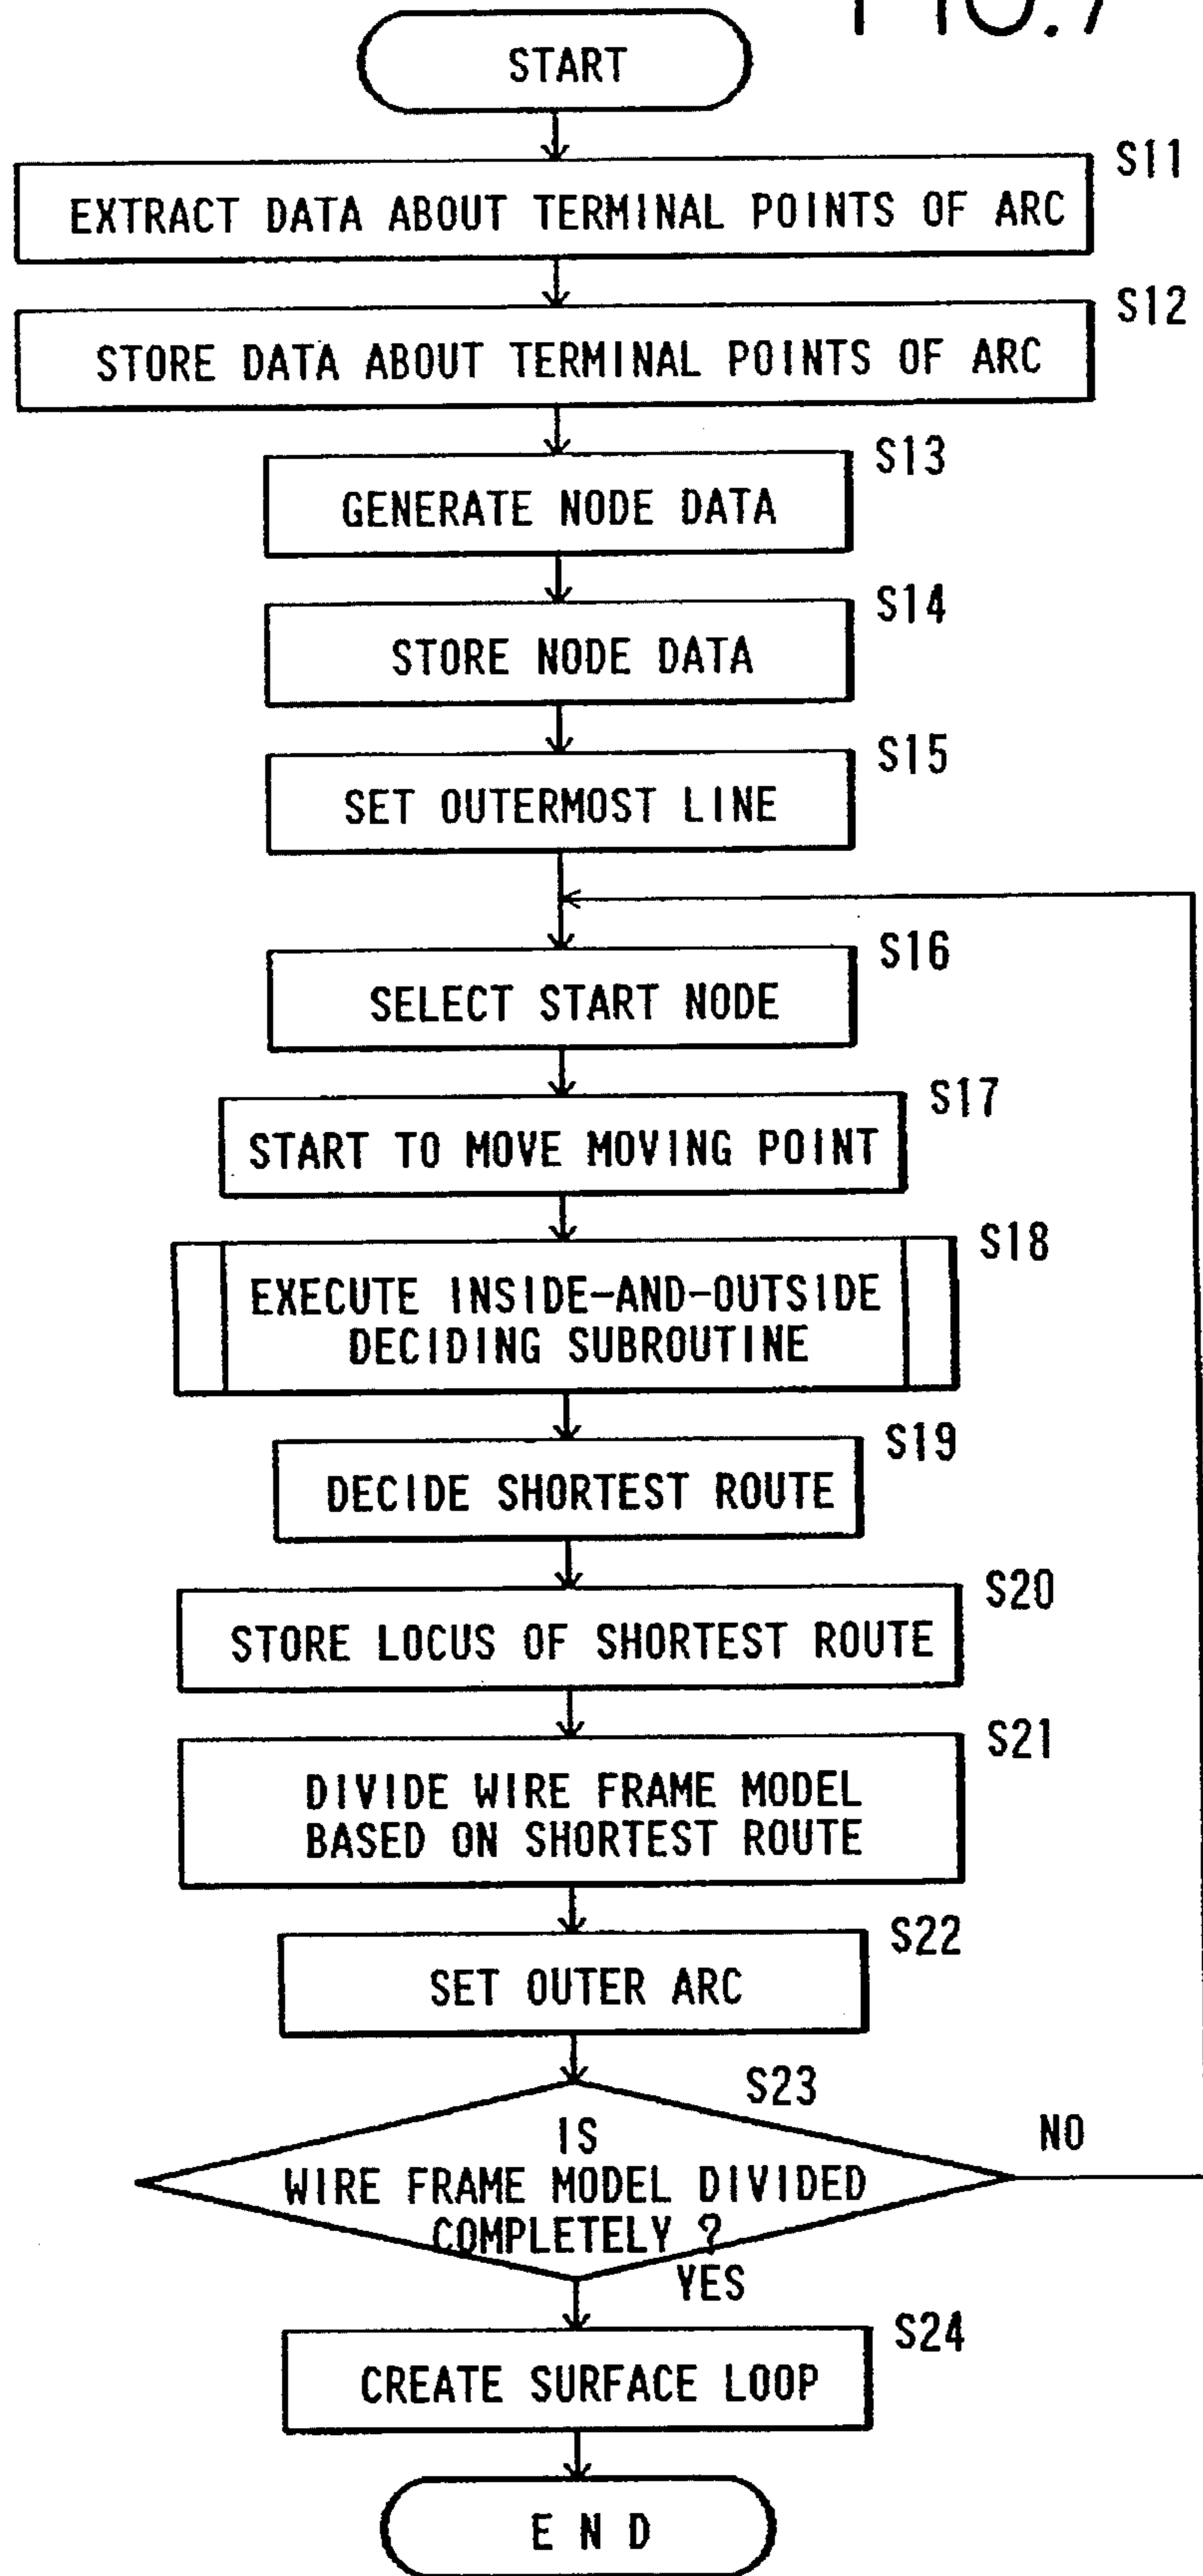 FIG.7
START
S11
EXTRACT DATA ABOUT TERMINAL POINTS OF ARC
S12
STORE DATA ABOUT TERMINAL POINTS OF ARC
S13
GENERATE NODE DATA
S14
STORE NODE DATA
S15
SET OUTERMOST LINE
S16
SELECT START NODE
S17
START TO MOVE MOVING POINT
S18
EXECUTE INSIDE-AND-OUTSIDE
DECIDING SUBROUTINE
S19
DECIDE SHORTEST ROUTE
S20
STORE LOCUS OF SHORTEST ROUTE
S21
DIVIDE WIRE FRAME MODEL
BASED ON SHORTEST ROUTE
S22
SET OUTER ARC
S23
IS
WIRE FRAME MODEL DIVIDED
COMPLETELY ?
NO
YES
S24
CREATE SURFACE LOOP
END